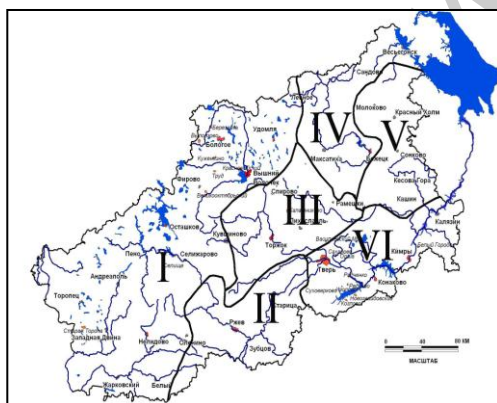 Весьегонск
Сандово
Лесное
Молоково
Красный Холм
IV
V
Удомля
Максатиха
Бежецк
Сонково
Бологое
Вышний
Кесова Гора
Фирово
Спирово
Рамешки
Кашин
III
Лихославль
Калязин
Осташков
Кувшиново
Торжок
VI
Кимры
Пено
Селижарово
Тверь
I
Андреаполь
II
Конаково
Старица
Торопец
Ржев
Западная Двина
Нелидово
Оленино
Зубцов
Жарковский
Белый
0 40 80 КМ
МАСШТАБ